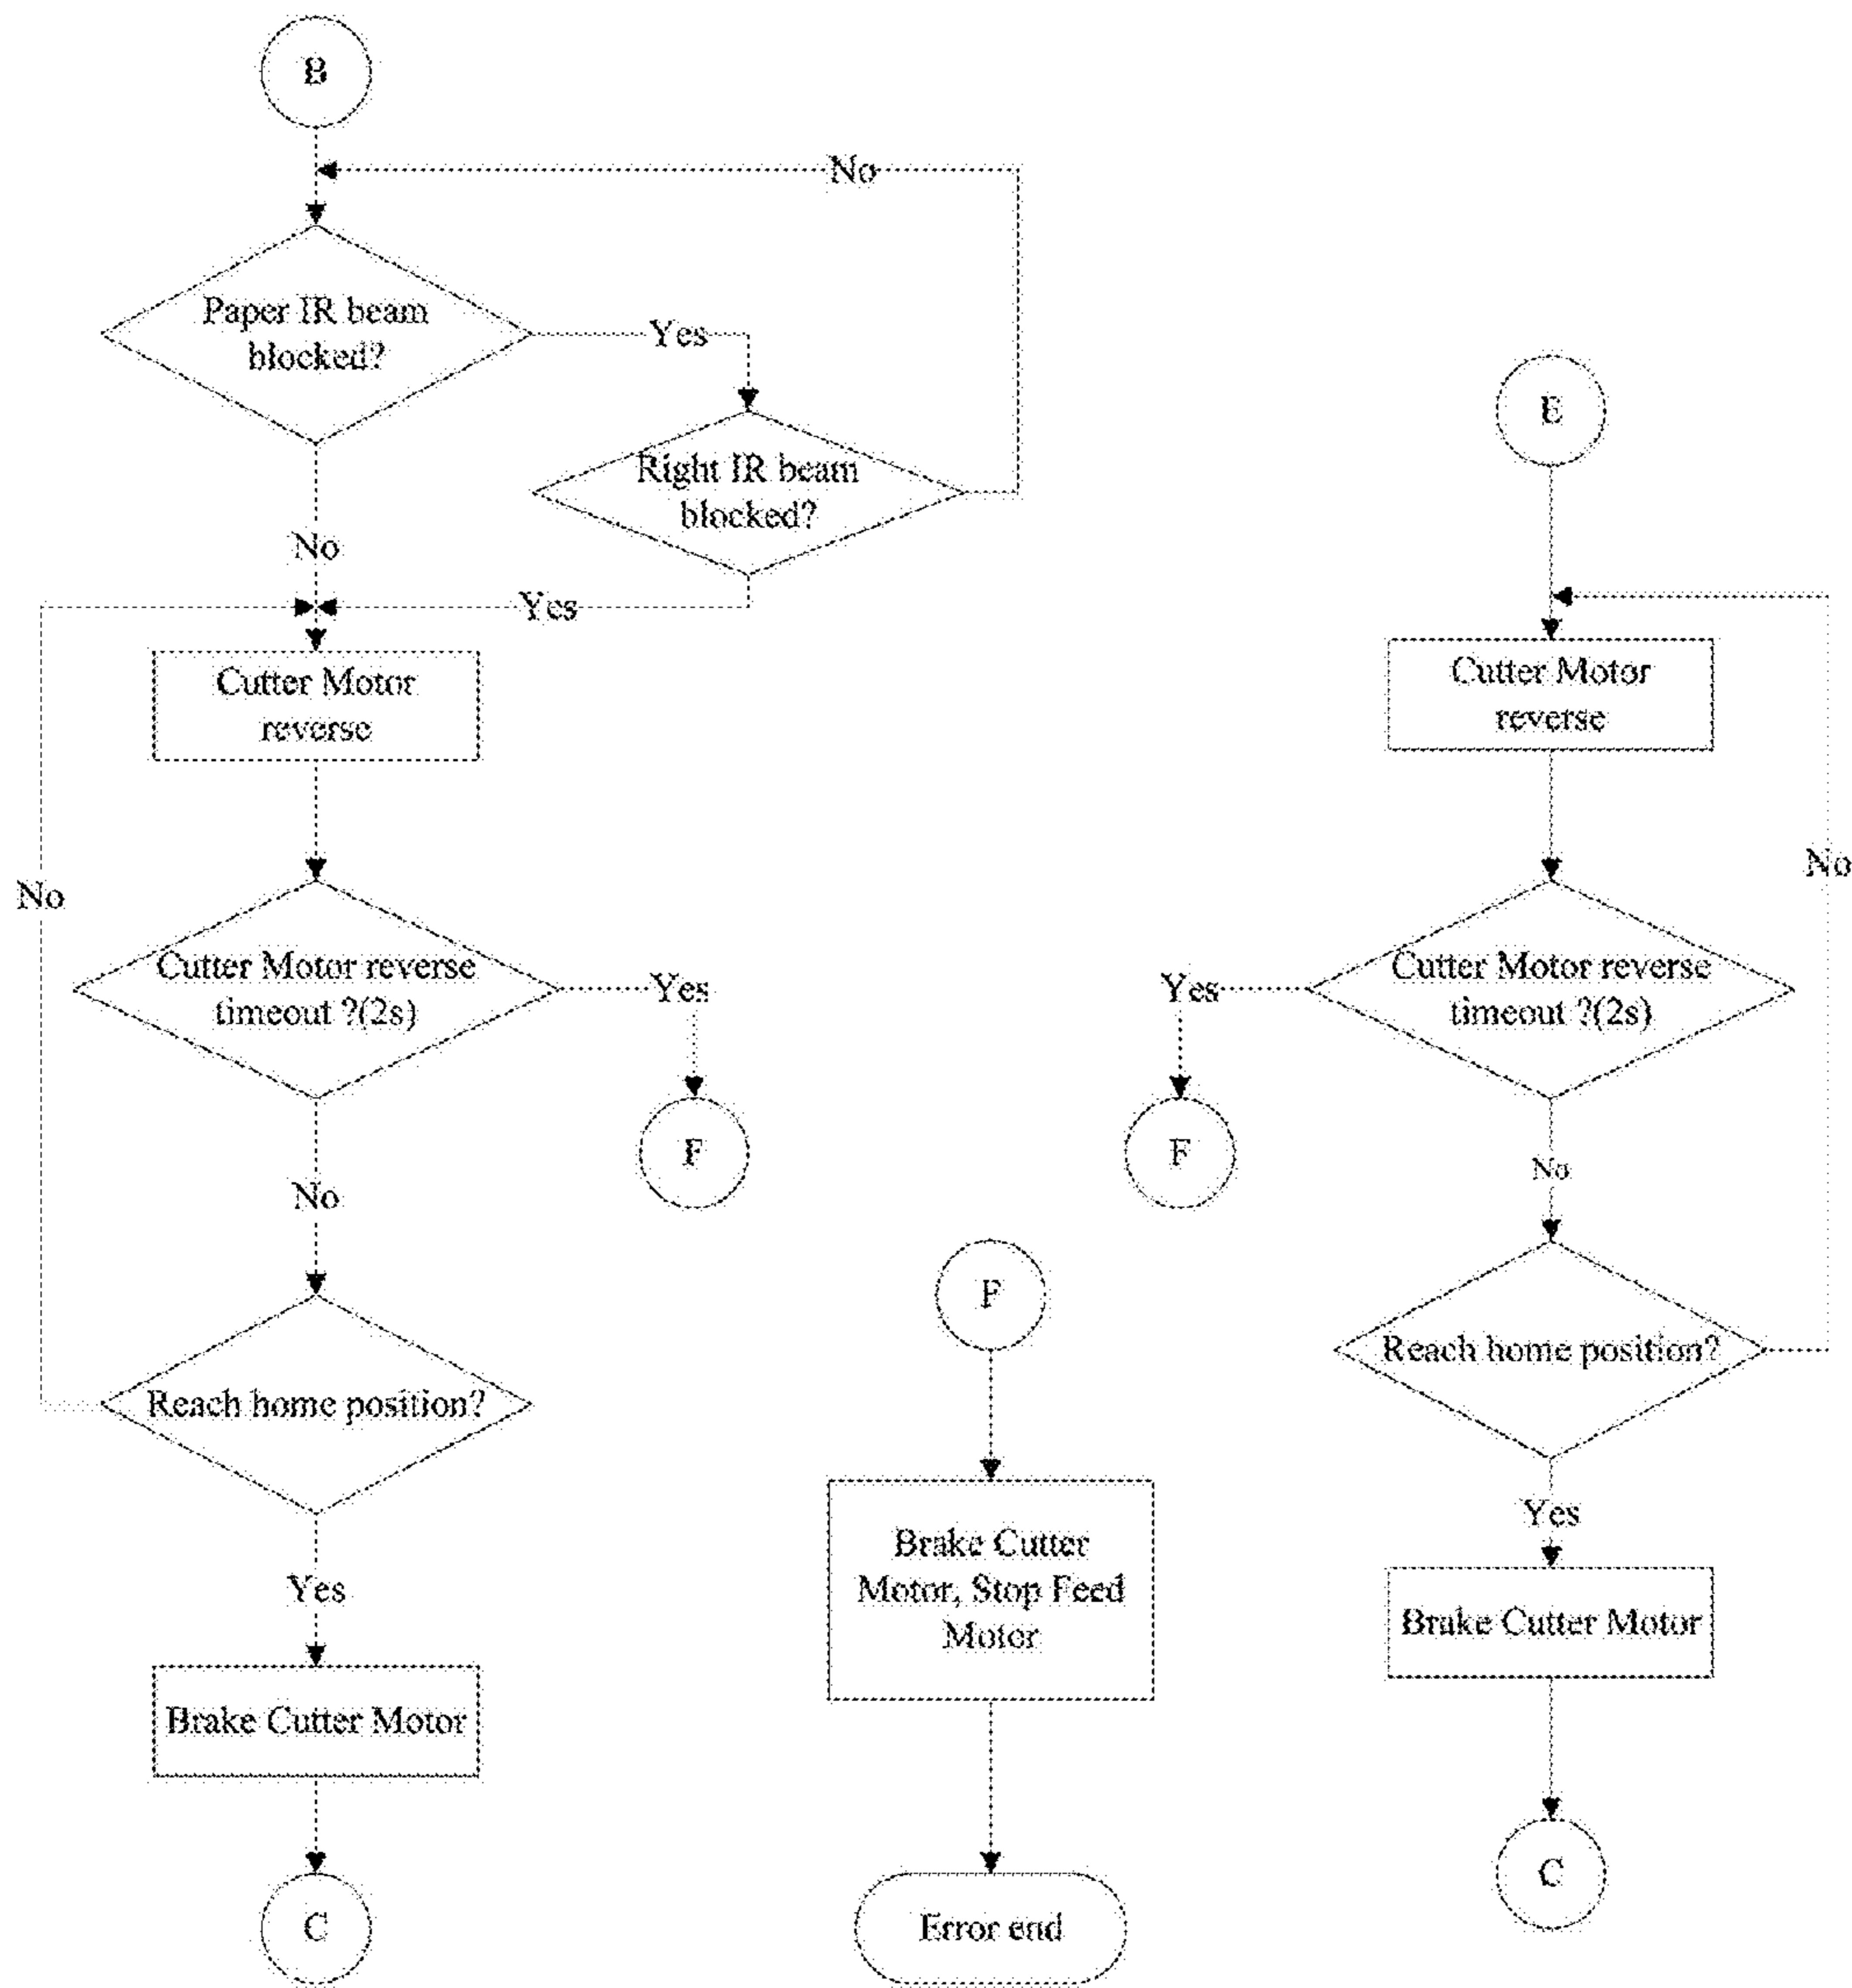 B
No
Paper IR beam
blocked?
Yes
Right IR beam
blocked?
No
Yes
Cutter Motor
reverse
No
Cutter Motor reverse
timeout ?(2s)
Yes
F
No
Reach home position?
Yes
Brake Cutter Motor
C
F
Brake Cutter
Motor, Stop Feed
Motor
Error end
E
Cutter Motor
reverse
No
Cutter Motor reverse
timeout ?(2s)
Yes
F
No
Reach home position?
Yes
Brake Cutter Motor
C